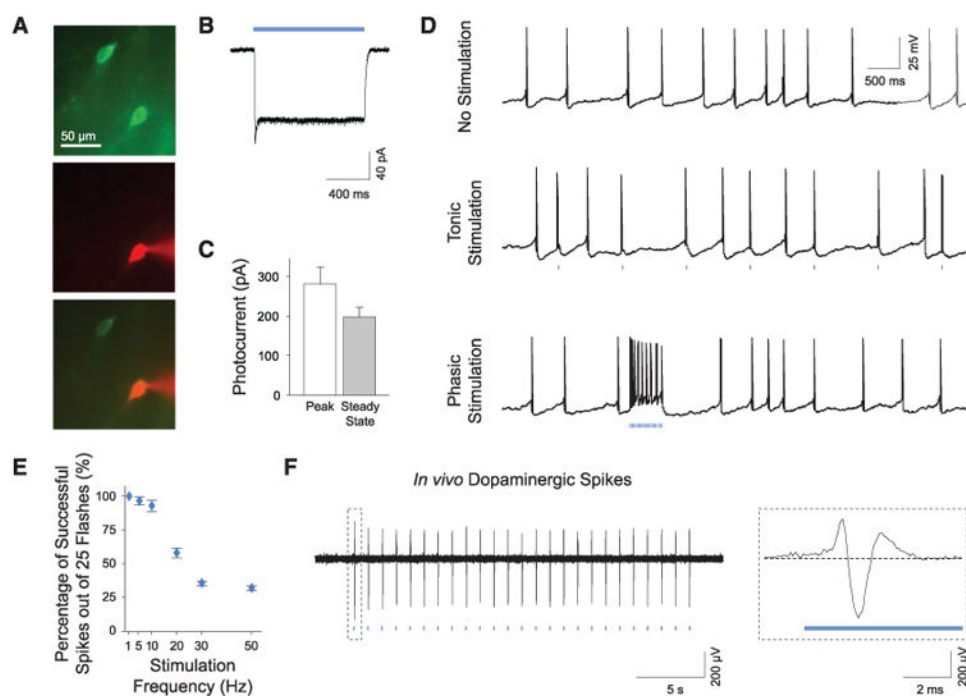 A
50 µm
B
400 ms
40 pA
C
Photocurrent (pA)
300
200
100
0
Peak
Steady
State
D
No Stimulation
500 ms
25 mV
Tonic
Stimulation
Phasic
Stimulation
E
Percentage of Successful
Spikes out of 25 Flashes (%)
100
75
50
25
0
1 5 10 20 30 50
Stimulation
Frequency (Hz)
F
In vivo Dopaminergic Spikes
5 s
200 µV
2 ms
200 µV